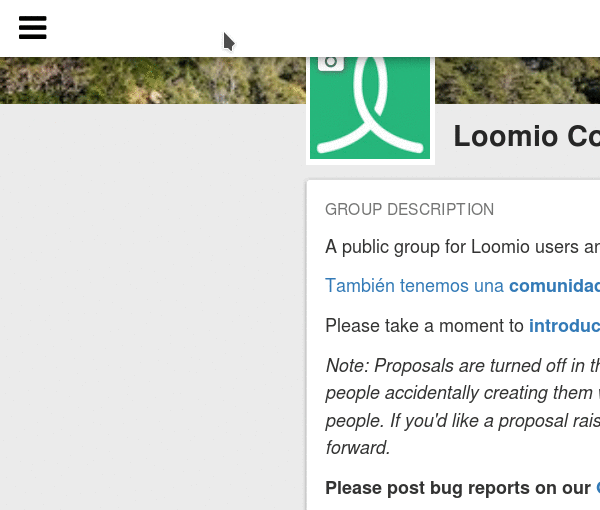 Loomio Co
GROUP DESCRIPTION
A public group for Loomio users an
También tenemos una comunidad
Please take a moment to introduc
Note: Proposals are turned off in th
people accidentally creating them
people. If you'd like a proposal rais
forward.
Please post bug reports on our